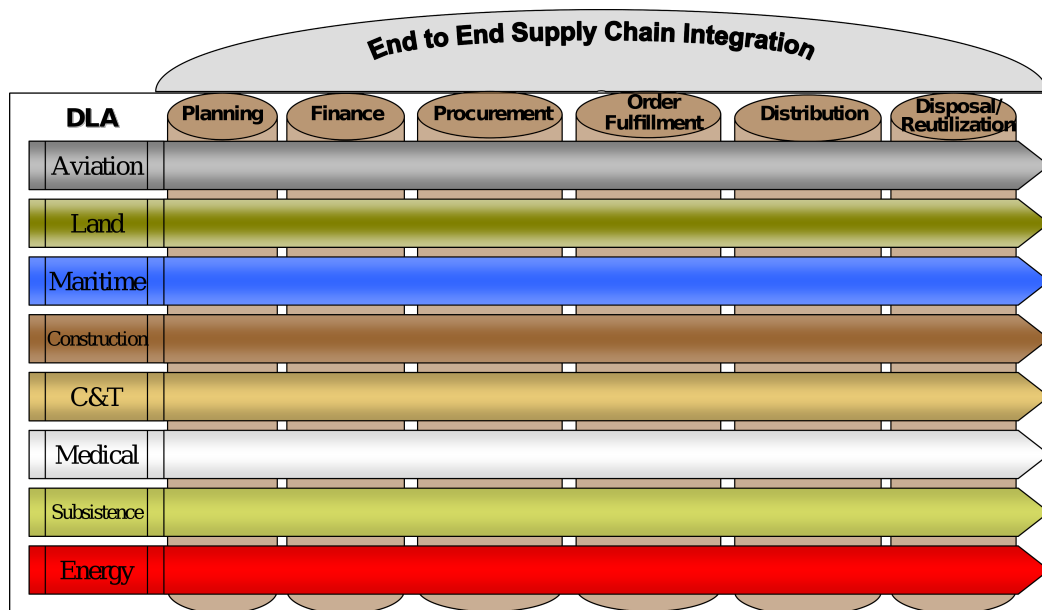 End to End Supply Chain Integration
DLA
Planning
Finance
Procurement
Order
Fulfillment
Distribution
Disposal/
Reutilization
Aviation
Land
Maritime
Construction
C&T
Medical
Subsistence
Energy